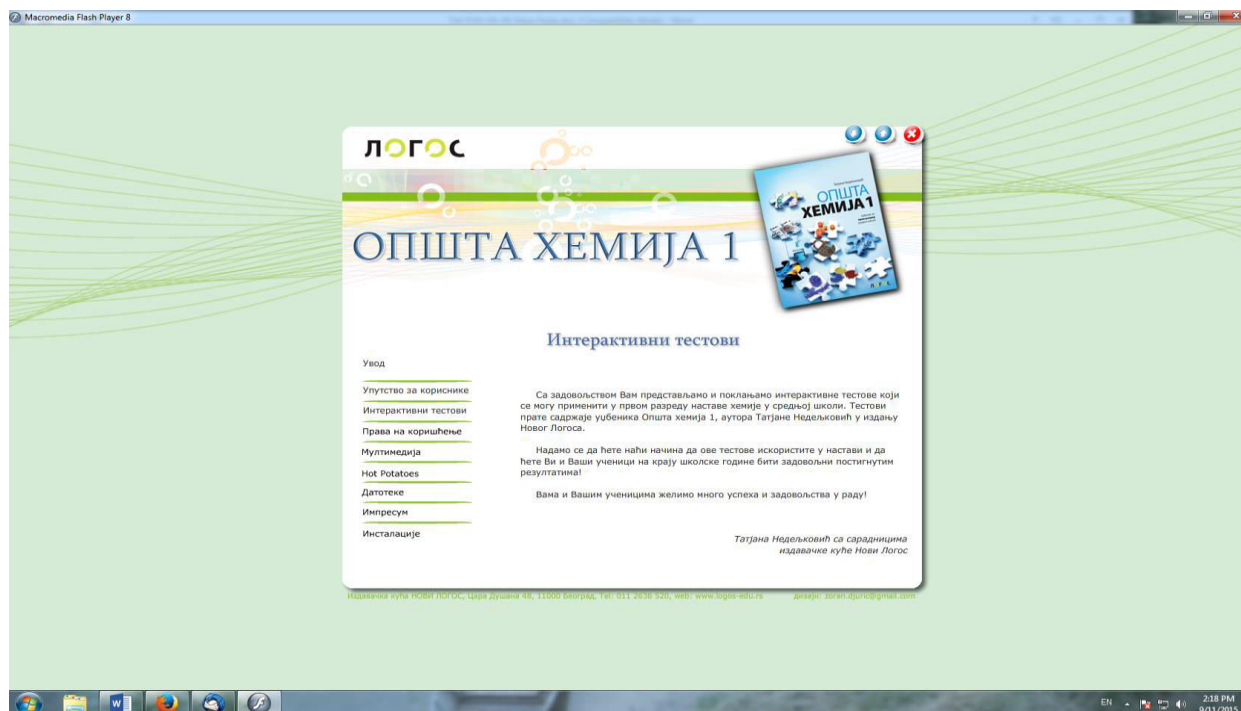 Macromedia Flash Player 8
ЛОГОС
ОПШТА
ХЕМИЈА 1
ЛОГОС
ОПШТА ХЕМИЈА 1
Интерактивни тестови
Увод
Упутство за кориснике
Интерактивни тестови
Права на коришћење
Мултимедија
Hot Potatoes
Датотеке
Импресум
Инсталације
Са задовољством Вам представљамо и поклањамо интерактивне тестове који
се могу применити у првом разреду наставе хемије у средњој школи. Тестови
прате садржаје уџбеника Општа хемија 1, аутора Татјане Недељковић у издању
Новог Логоса.
Надамо се да ћете наћи начина да ове тестове искористите у настави и да
ћете Ви и Ваши ученици на крају школске године бити задовољни постигнутим
резултатима!
Вама и Вашим ученицима желимо много успеха и задовољства у раду!
Татјана Недељковић са сарадницима
издавачке куће Нови Логос
Издавачка кућа НОВИ ЛОГОС, Цара Душана 48, 11000 Београд, Tel: 011 2636 520, web: www.logos-edu.rs дизајн: zoran.djuric@gmail.com
EN
2:18 PM
9/11/2015